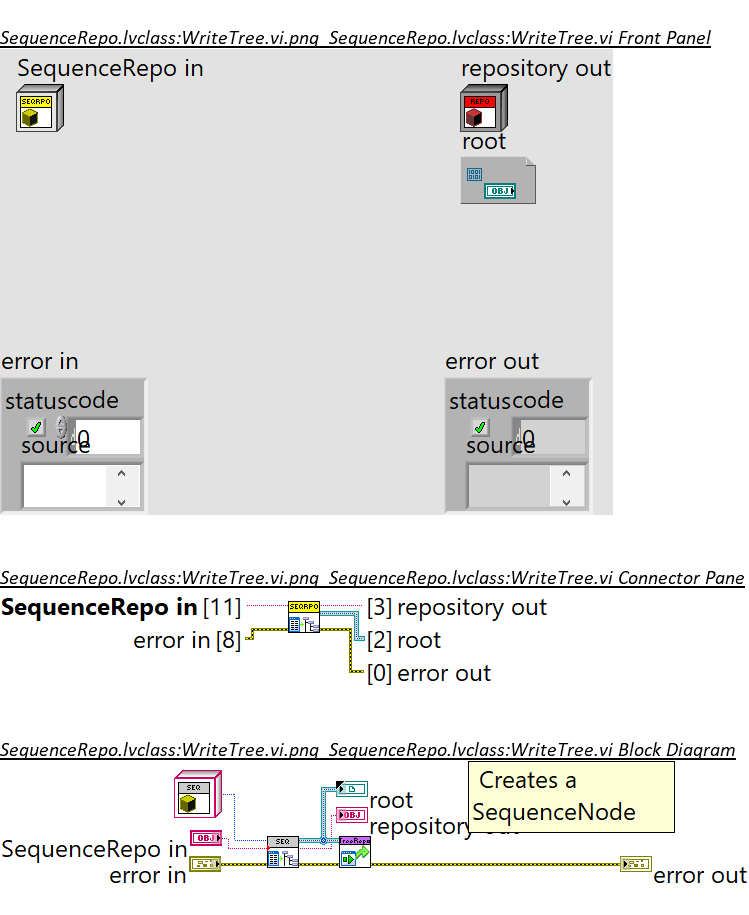 SequenceRepo.lvclass:WriteTree.vi.png  SequenceRepo.lvclass:WriteTree.vi Front Panel
SequenceRepo in
repository out
SEQRPO
REPO
root
OBJ
error in
error out
status code
status code
0
0
source
source
SequenceRepo.lvclass:WriteTree.vi.png  SequenceRepo.lvclass:WriteTree.vi Connector Pane
SequenceRepo in [11]
SEQRPO
[3] repository out
error in [8]
[2] root
[0] error out
SequenceRepo.lvclass:WriteTree.vi.png  SequenceRepo.lvclass:WriteTree.vi Block Diagram
Creates a
SequenceNode
SEQ
root
OBJ
repository out
OBJ
SEQ
TreeRepo
SequenceRepo in
error in
error out